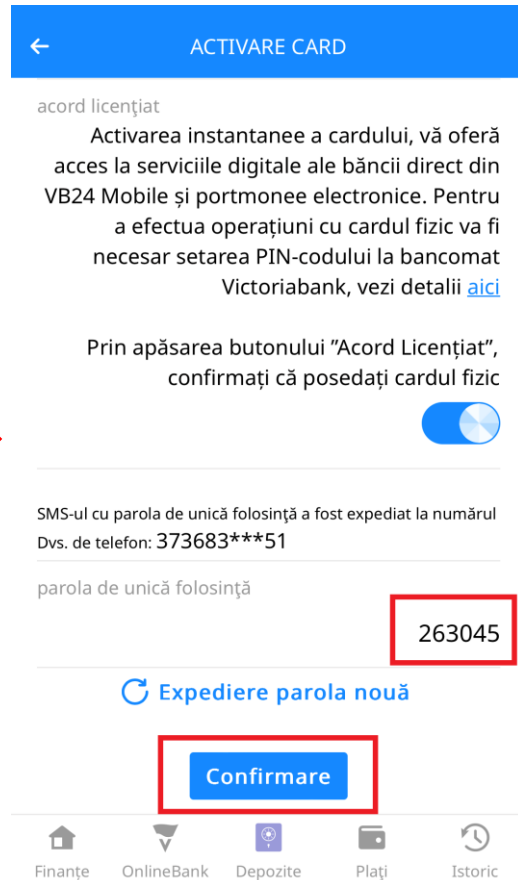 ACTIVARE CARD
acord licenţiat
Activarea instantanee a cardului, vă oferă
acces la serviciile digitale ale băncii direct din
VB24 Mobile și portmonee electronice. Pentru
a efectua operațiuni cu cardul fizic va fi
necesar setarea PIN-codului la bancomat
Victoriabank, vezi detalii aici
Prin apăsarea butonului ”Acord Licențiat”,
confirmați că posedați cardul fizic
SMS-ul cu parola de unică folosinţă a fost expediat la numărul
Dvs. de telefon: 373683***51
parola de unică folosinţă
263045
Expediere parola nouă
Confirmare
Finanțe OnlineBank Depozite Plaţi Istoric